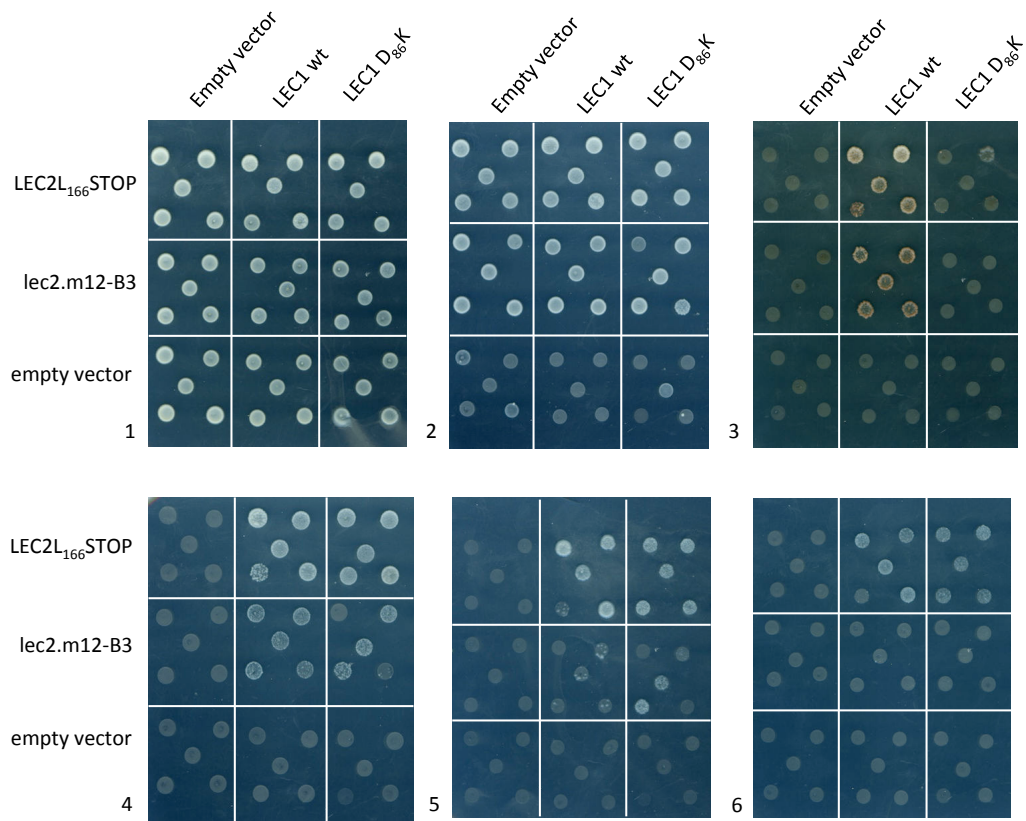 Empty vector
LEC1 wt
LEC1 D₈₆K
Empty vector
LEC1 wt
LEC1 D₈₆K
Empty vector
LEC1 wt
LEC1 D₈₆K
LEC2L₁₆₆STOP
lec2.m12-B3
empty vector
1
2
3
LEC2L₁₆₆STOP
lec2.m12-B3
empty vector
4
5
6